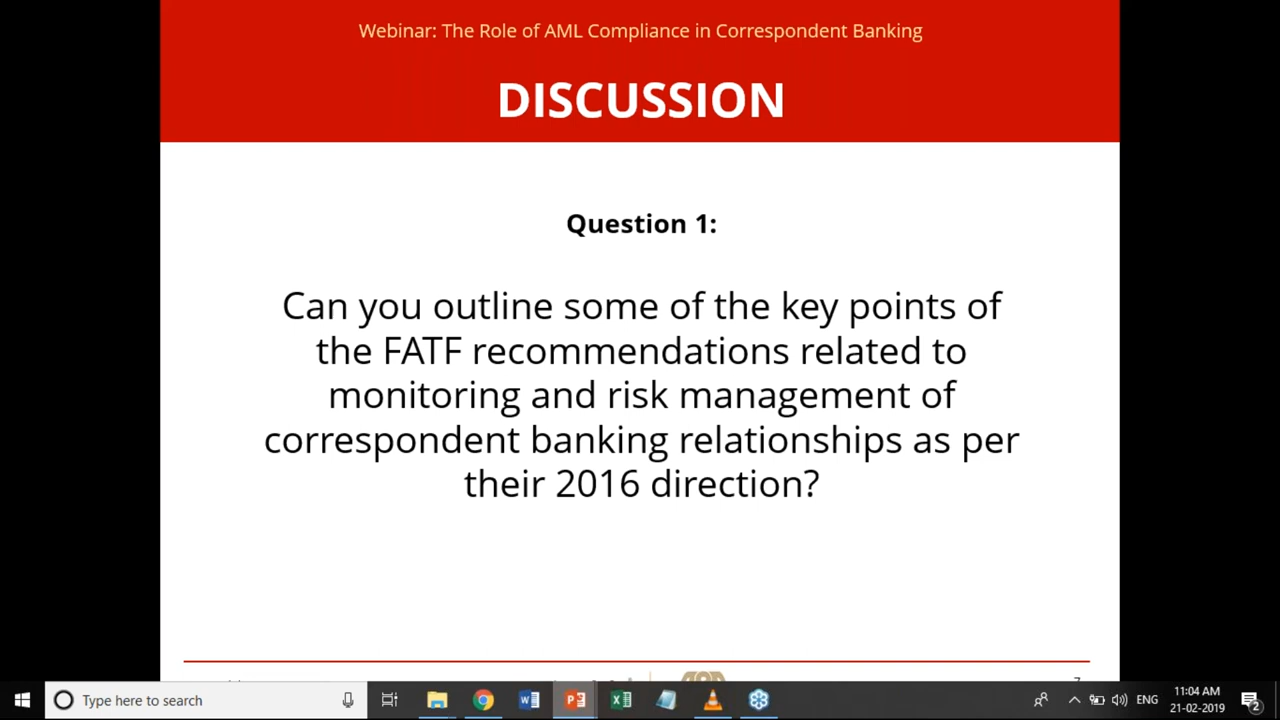 Webinar: The Role of AML Compliance in Correspondent Banking
DISCUSSION
Question 1:
Can you outline some of the key points of
the FATF recommendations related to
monitoring and risk management of
correspondent banking relationships as per
their 2016 direction?
Type here to search
ENG
11:04 AM
21-02-2019
2